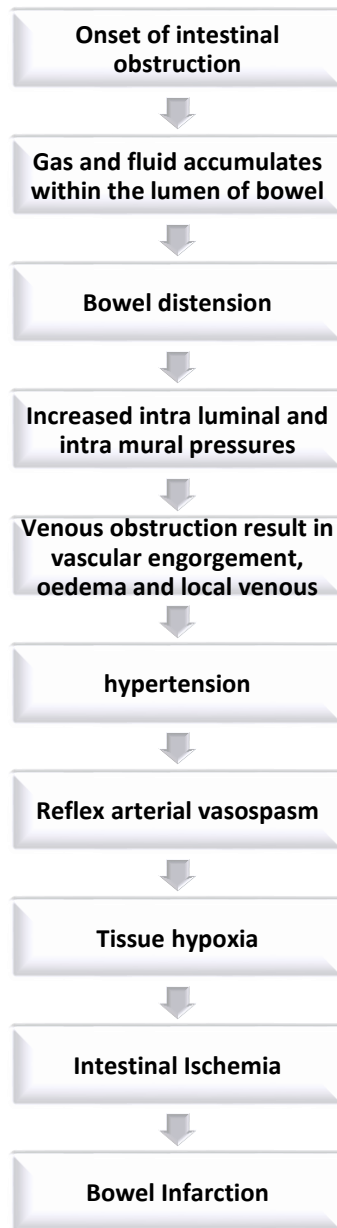 Onset of intestinal
obstruction
Gas and fluid accumulates
within the lumen of bowel
Bowel distension
Increased intra luminal and
intra mural pressures
Venous obstruction result in
vascular engorgement,
oedema and local venous
hypertension
Reflex arterial vasospasm
Tissue hypoxia
Intestinal Ischemia
Bowel Infarction